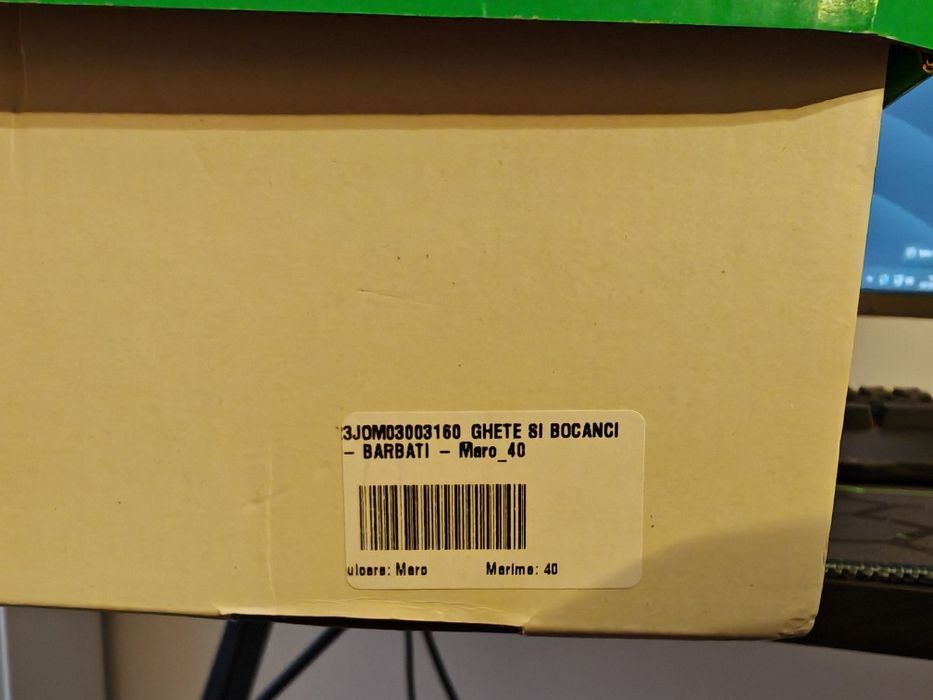 3JOM03003160 GHETE SI BOCANCI
- BARBATI - Maro_40
uloare: Maro Marime: 40